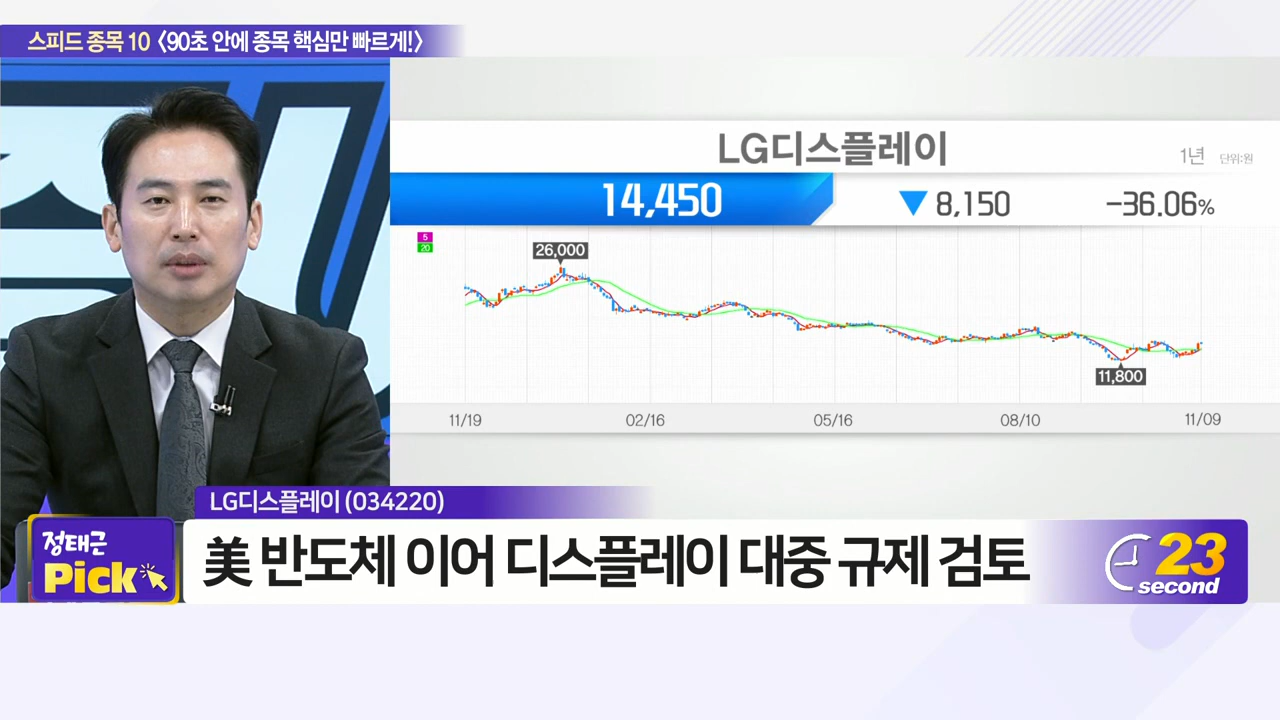 스피드 종목 10 〈90초 안에 종목 핵심만 빠르게!〉
LG디스플레이
1년 단위:원
14,450 ▼ 8,150 -36.06%
5
20
26,000
11,800
11/19 02/16 05/16 08/10 11/09
LG디스플레이 (034220)
정태근
Pick
美 반도체 이어 디스플레이 대중 규제 검토
23
second